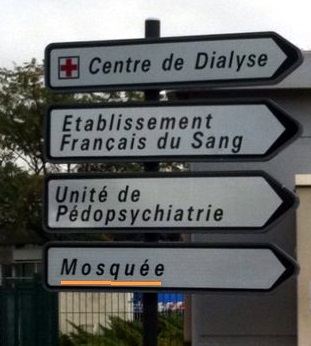 Centre de Dialyse
Etablissement
Français du Sang
Unité de
Pédopsychiatrie
Mosquée